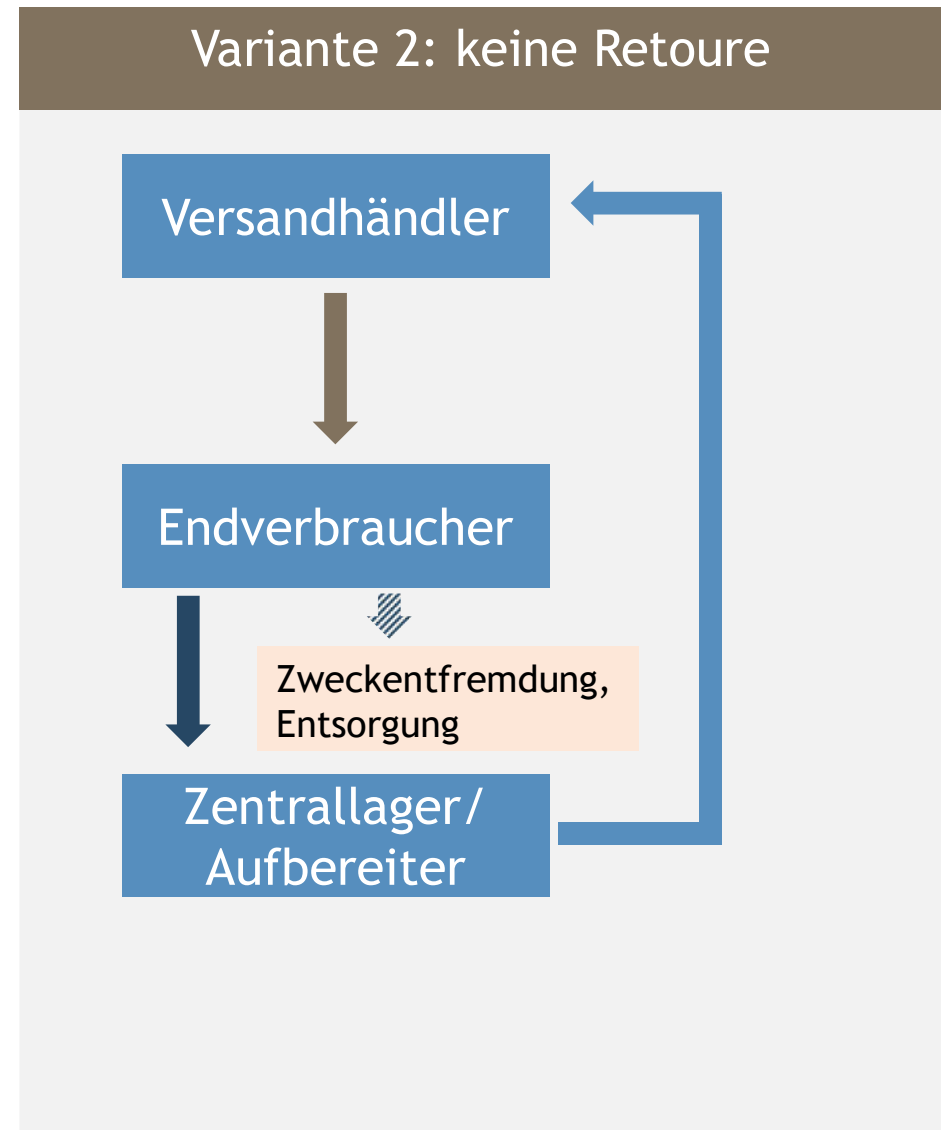 Variante 2: keine Retoure
Versandhändler
Endverbraucher
Zweckentfremdung,
Entsorgung
Zentrallager/
Aufbereiter